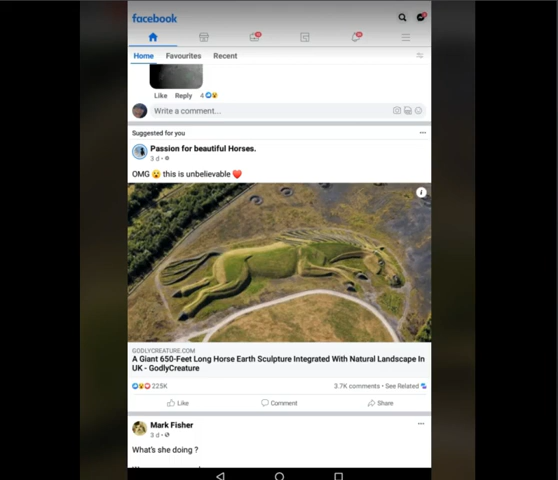 facebook
Home Favourites Recent
Like Reply 4
Write a comment...
Suggested for you
Passion for beautiful Horses.
3 d
OMG 😮 this is unbelievable ❤️
GODLYCREATURE.COM
A Giant 650-Feet Long Horse Earth Sculpture Integrated With Natural Landscape In
UK - GodlyCreature
225K 3.7K comments • See Related
Like Comment Share
Mark Fisher
3 d
What's she doing ?